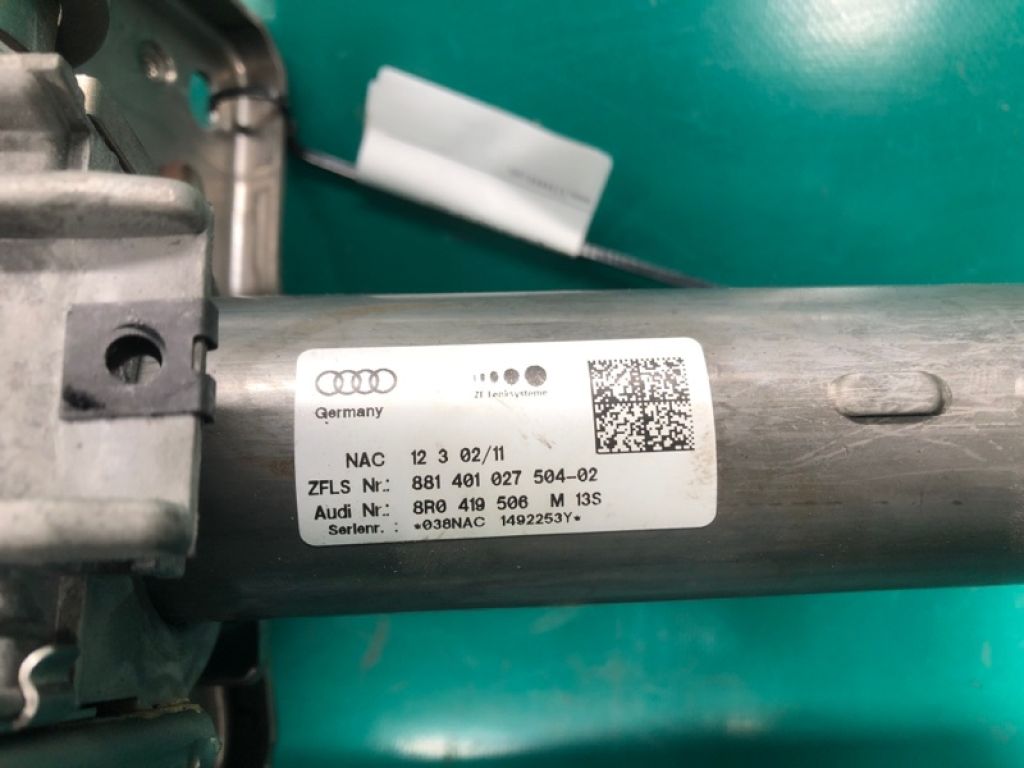 Germany
ZF Lenksysteme
NAC 12 3 02/11
ZFLS Nr.: 881 401 027 504-02
Audi Nr.: 8R0 419 506 M 13S
Serienr. : *038NAC 1492253Y*